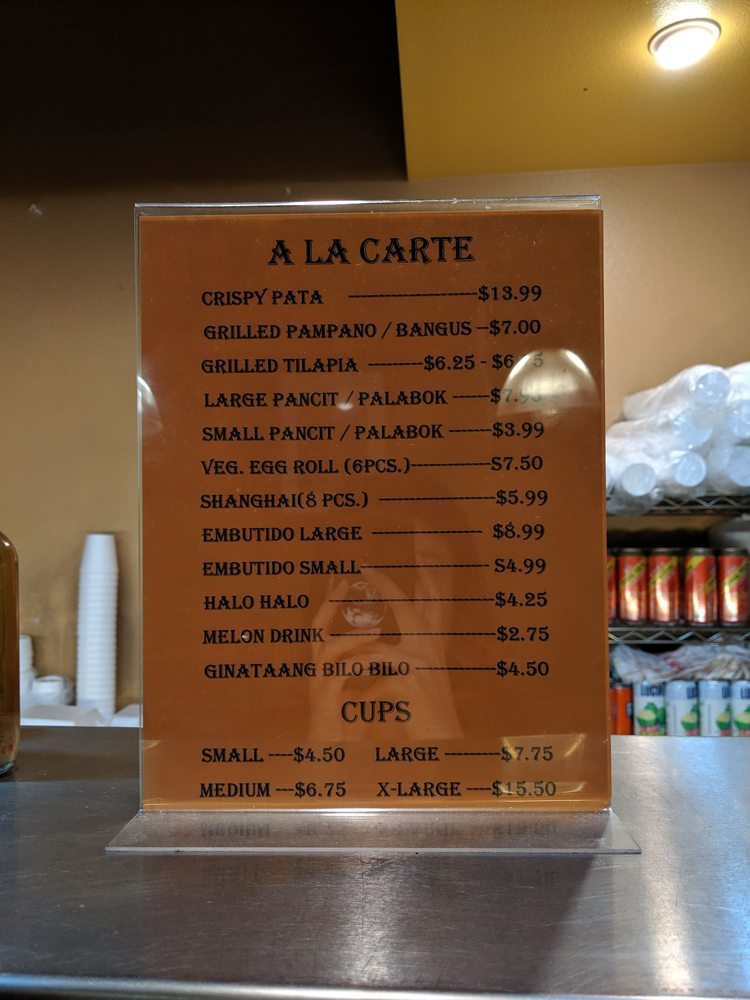 A LA CARTE
CRISPY PATA ----------------------$13.99
GRILLED PAMPANO / BANGUS --$7.00
GRILLED TILAPIA ---------$6.25 -
LARGE PANCIT / PALABOK ------
SMALL PANCIT / PALABOK -------$3.99
VEG. EGG ROLL (6PCS.)-------------S7.50
SHANGHAI(8 PCS.) -------------------$5.99
EMBUTIDO LARGE ------------------ $8.99
EMBUTIDO SMALL--------------------- S4.99
HALO HALO ----------------------------$4.25
MELON DRINK ---------------------------$2.75
GINATAANG BILO BILO -------------$4.50
CUPS
SMALL ----$4.50 LARGE ---------$7.75
MEDIUM ---$6.75 X-LARGE ----$15.50